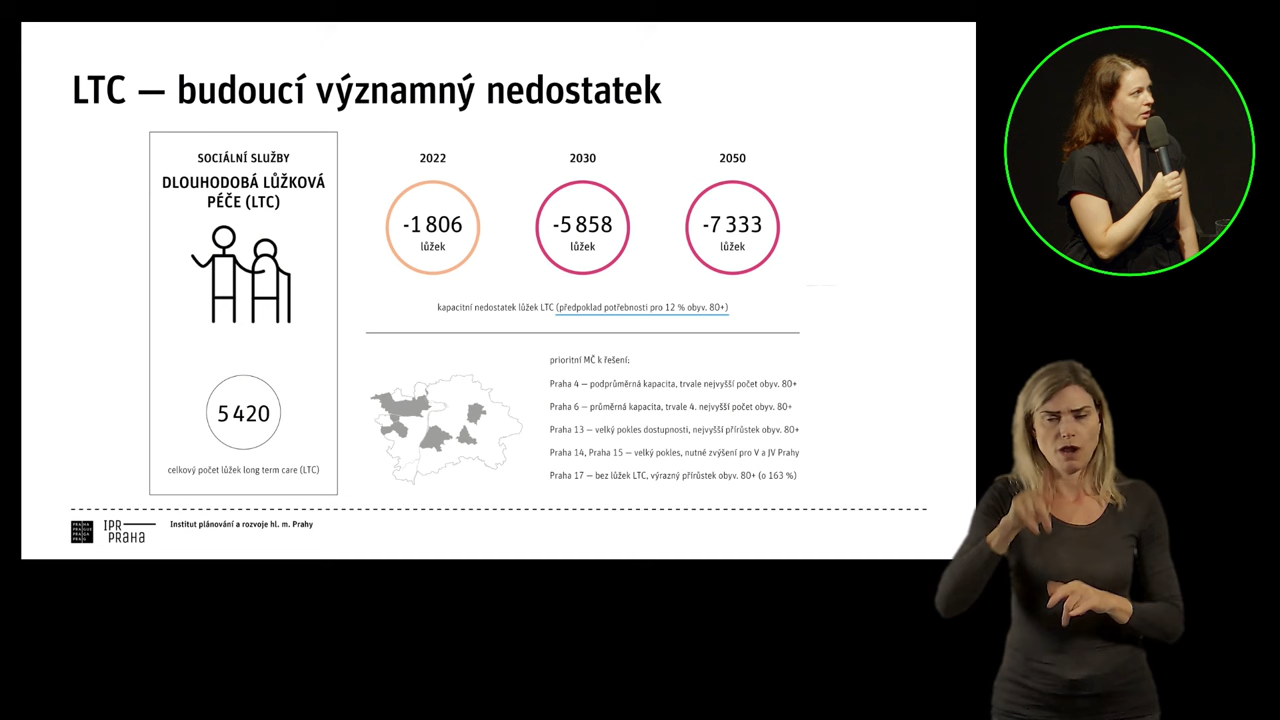 LTC — budoucí významný nedostatek
SOCIÁLNÍ SLUŽBY
DLOUHODOBÁ LŮŽKOVÁ
PÉČE (LTC)
5 420
celkový počet lůžek long term care (LTC)
2022
2030
2050
-1 806
lůžek
-5 858
lůžek
-7 333
lůžek
kapacitní nedostatek lůžek LTC (předpoklad potřebnosti pro 12 % obyv. 80+)
prioritní MČ k řešení:
Praha 4 — podprůměrná kapacita, trvale nejvyšší počet obyv. 80+
Praha 6 — průměrná kapacita, trvale 4. nejvyšší počet obyv. 80+
Praha 13 — velký pokles dostupnosti, nejvyšší přírůstek obyv. 80+
Praha 14, Praha 15 — velký pokles, nutné zvýšení pro V a JV Prahy
Praha 17 — bez lůžek LTC, výrazný přírůstek obyv. 80+ (o 163 %)
IPR
PRAHA
Institut plánování a rozvoje hl. m. Prahy